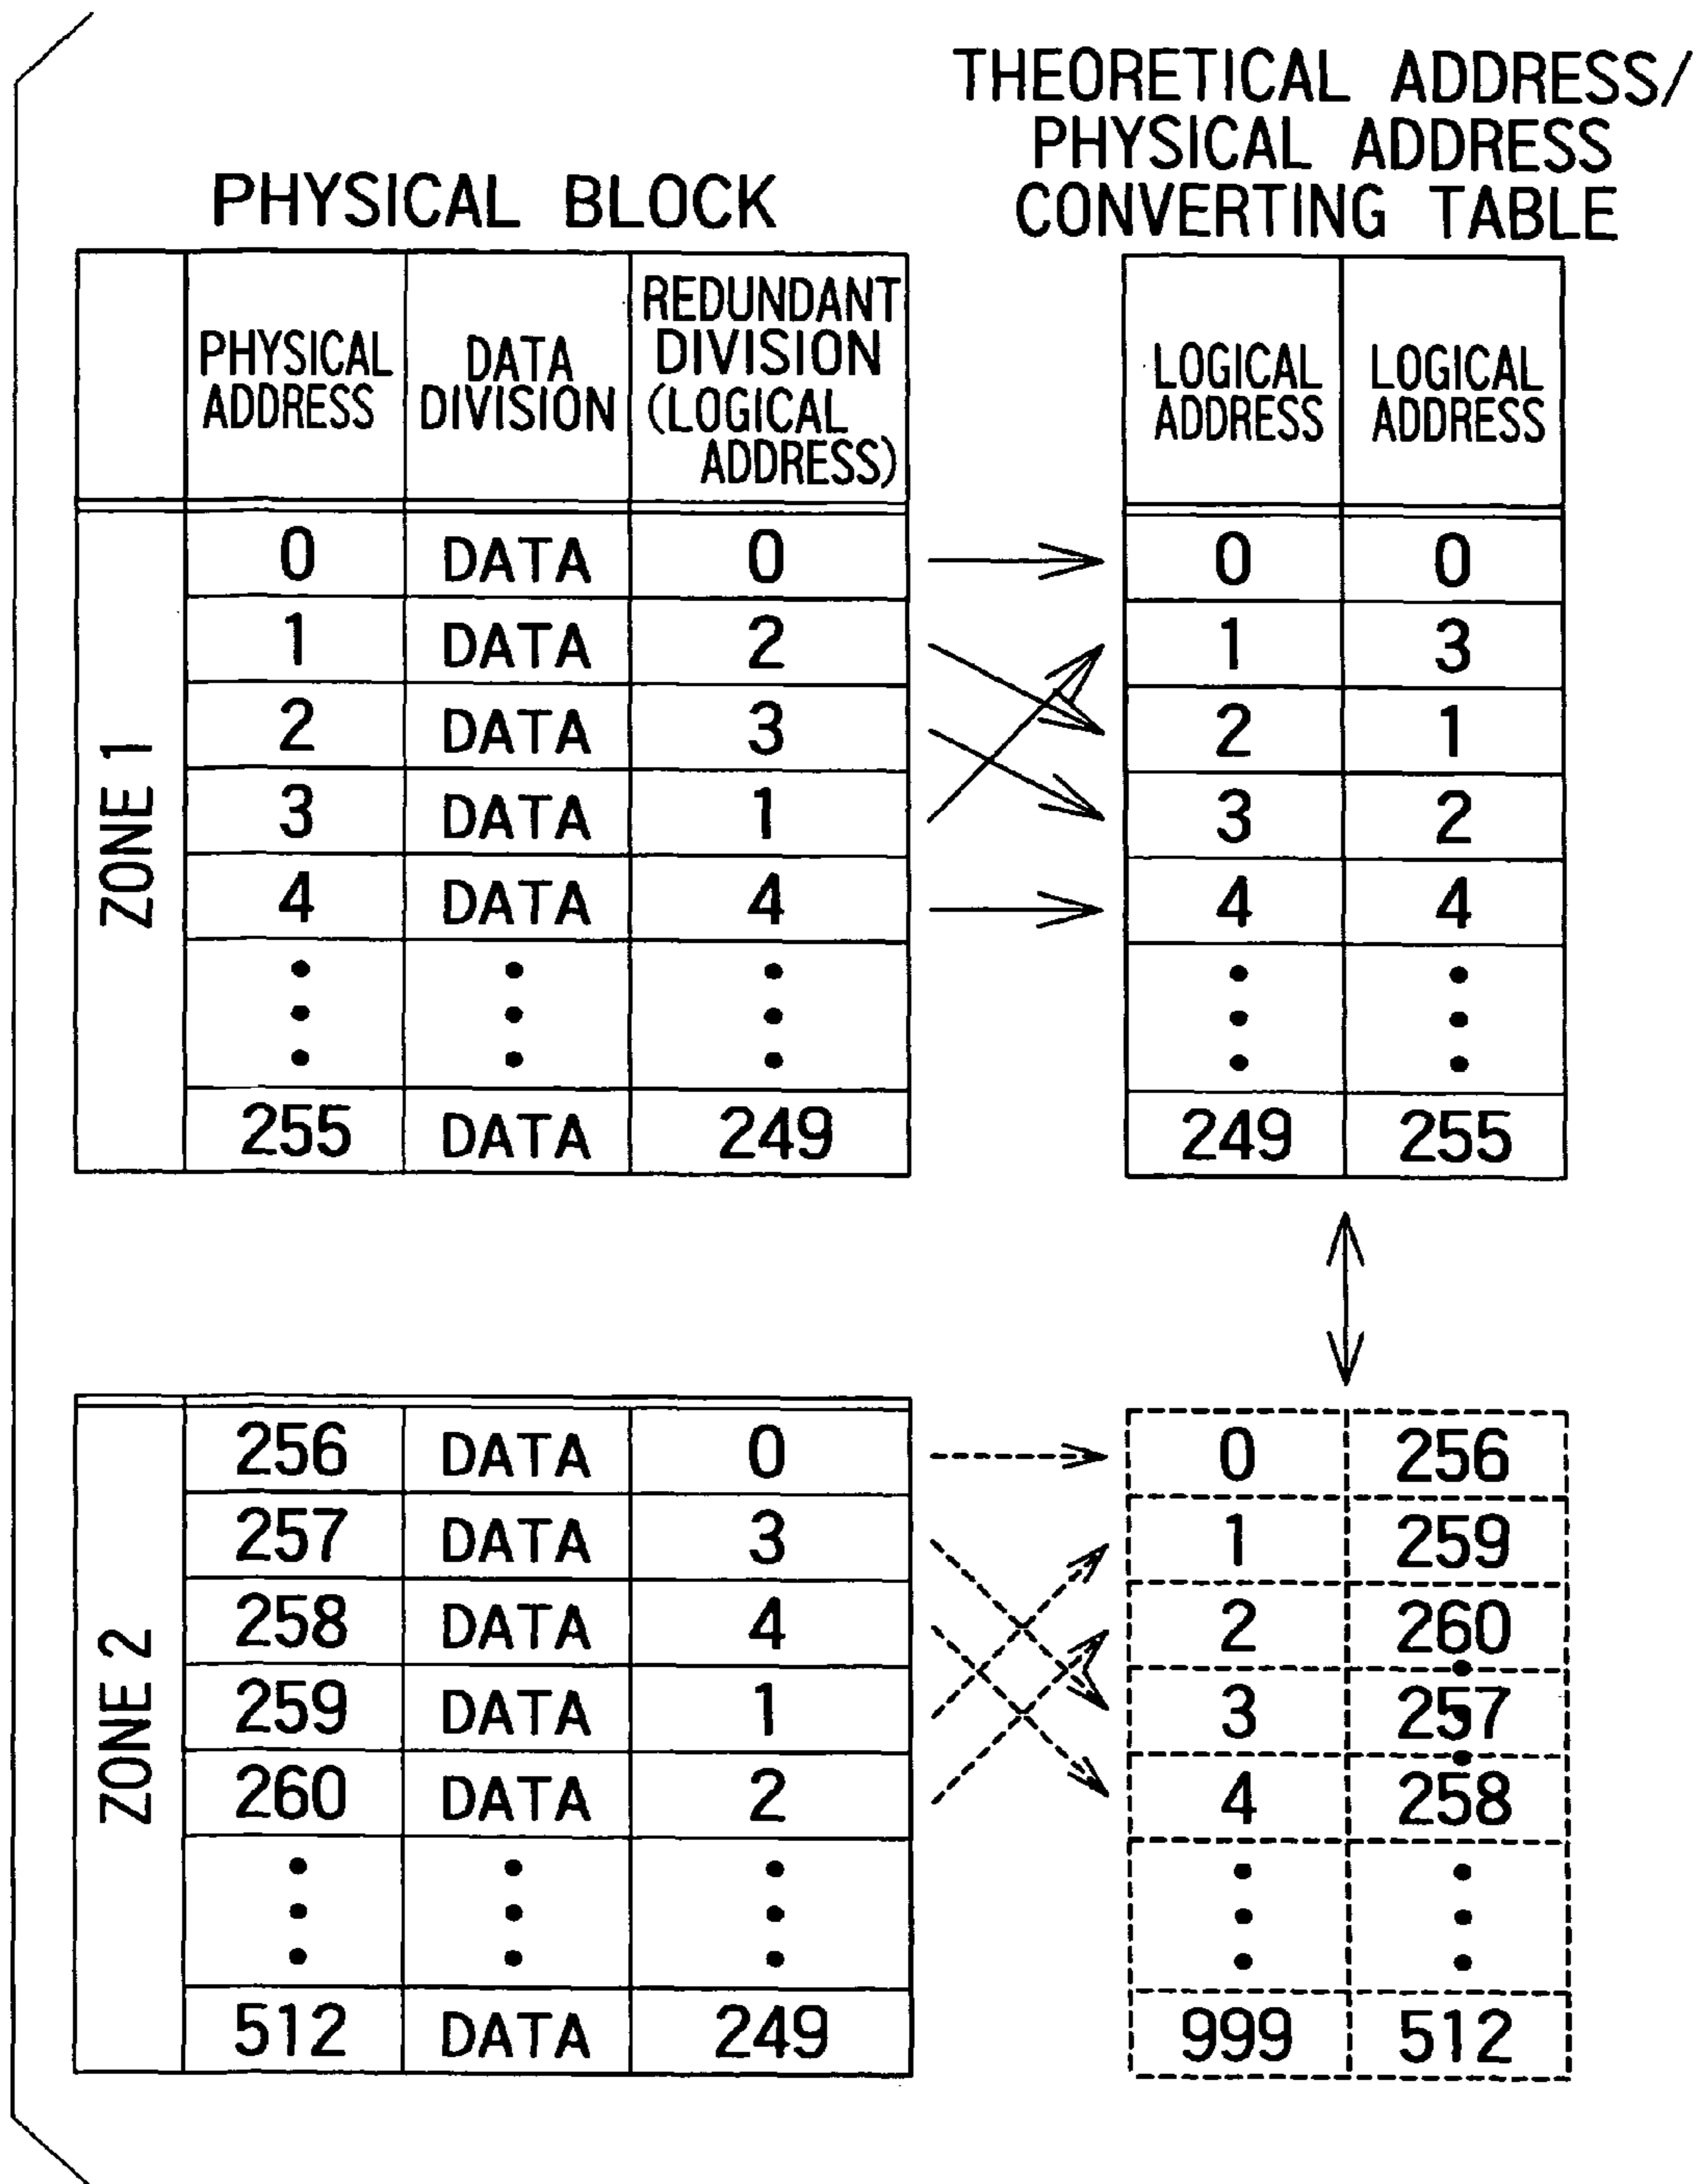 THEORETICAL ADDRESS/
PHYSICAL ADDRESS
CONVERTING TABLE
PHYSICAL BLOCK
PHYSICAL ADDRESS DATA DIVISION REDUNDANT DIVISION (LOGICAL ADDRESS) LOGICAL ADDRESS LOGICAL ADDRESS
ZONE 1
0 DATA 0 0 0
1 DATA 2 1 3
2 DATA 3 2 1
3 DATA 1 3 2
4 DATA 4 4 4
255 DATA 249 249 255
ZONE 2
256 DATA 0 0 256
257 DATA 3 1 259
258 DATA 4 2 260
259 DATA 1 3 257
260 DATA 2 4 258
512 DATA 249 999 512